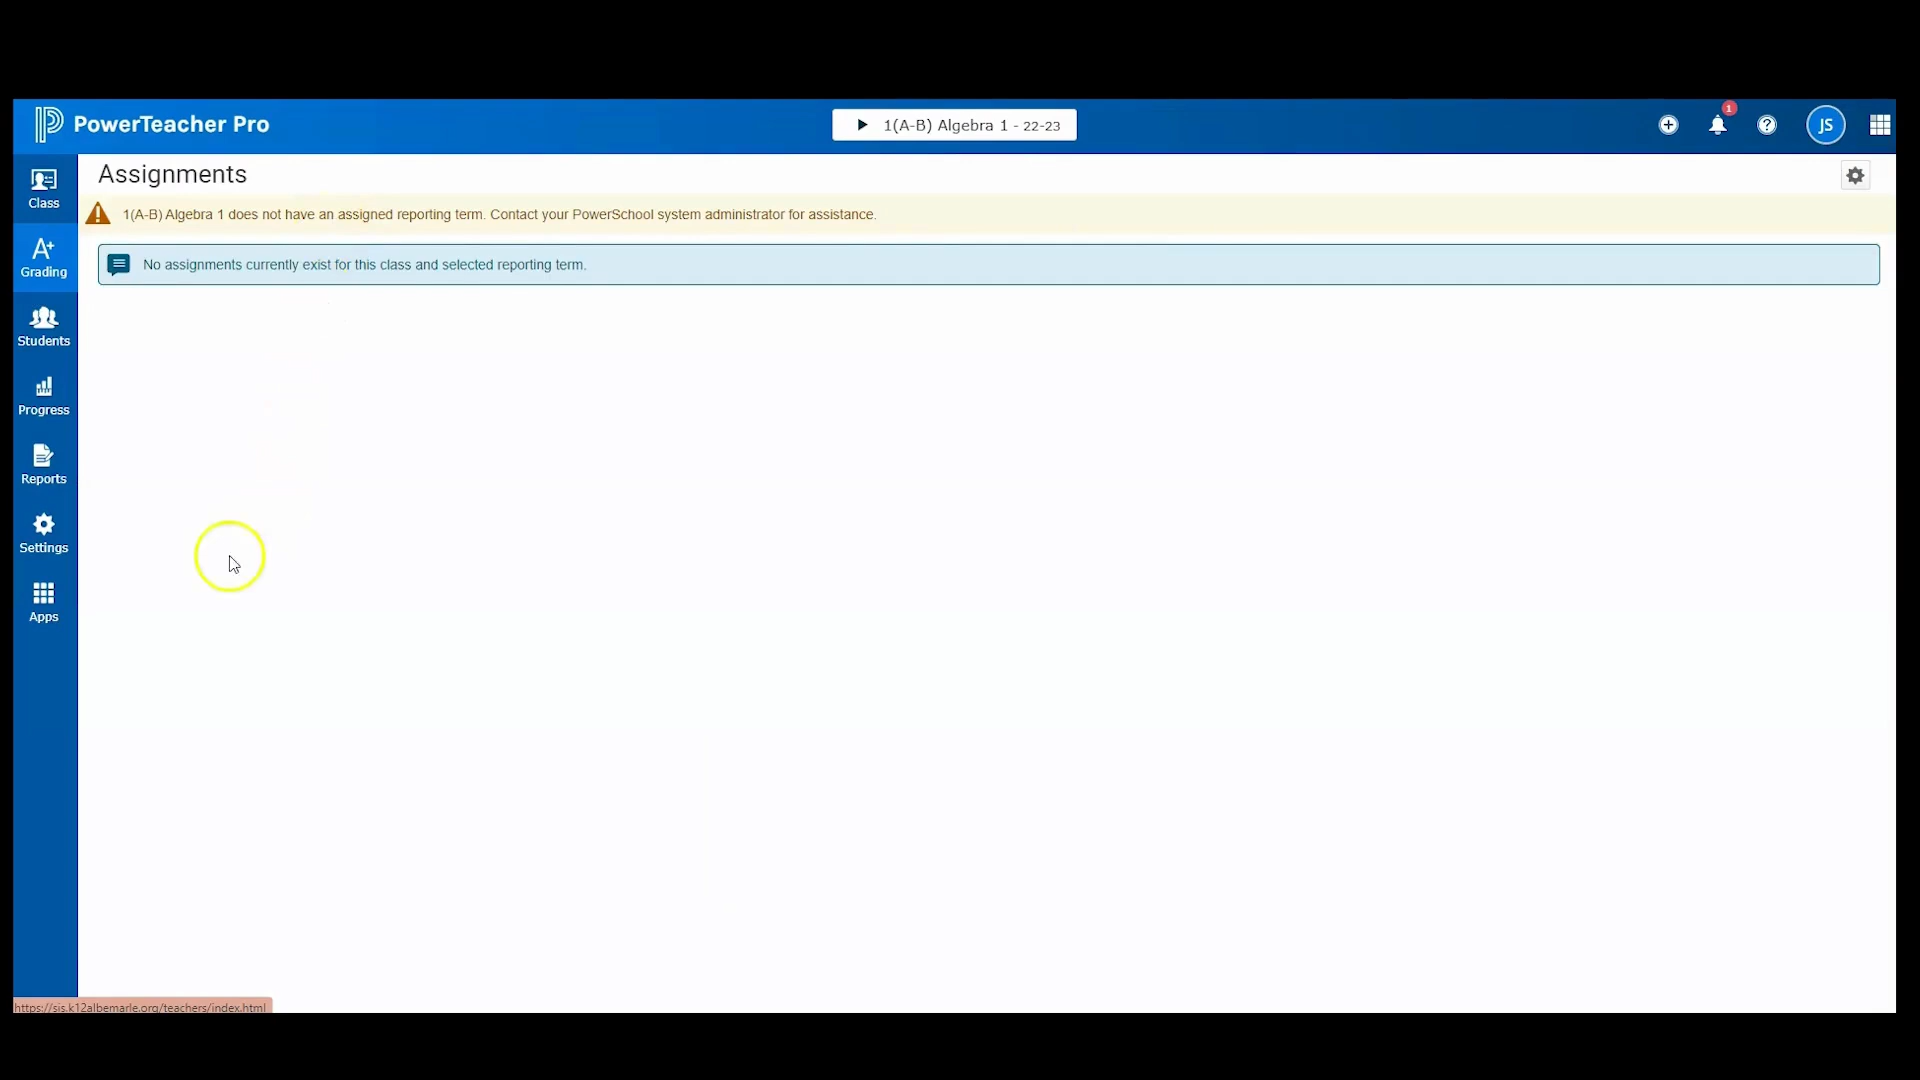 PowerTeacher Pro
1(A-B) Algebra 1 - 22-23
1
JS
Class
Grading
Students
Progress
Reports
Settings
Apps
Assignments
1(A-B) Algebra 1 does not have an assigned reporting term. Contact your PowerSchool system administrator for assistance.
No assignments currently exist for this class and selected reporting term.
https://sis.k12albemarle.org/teachers/index.html